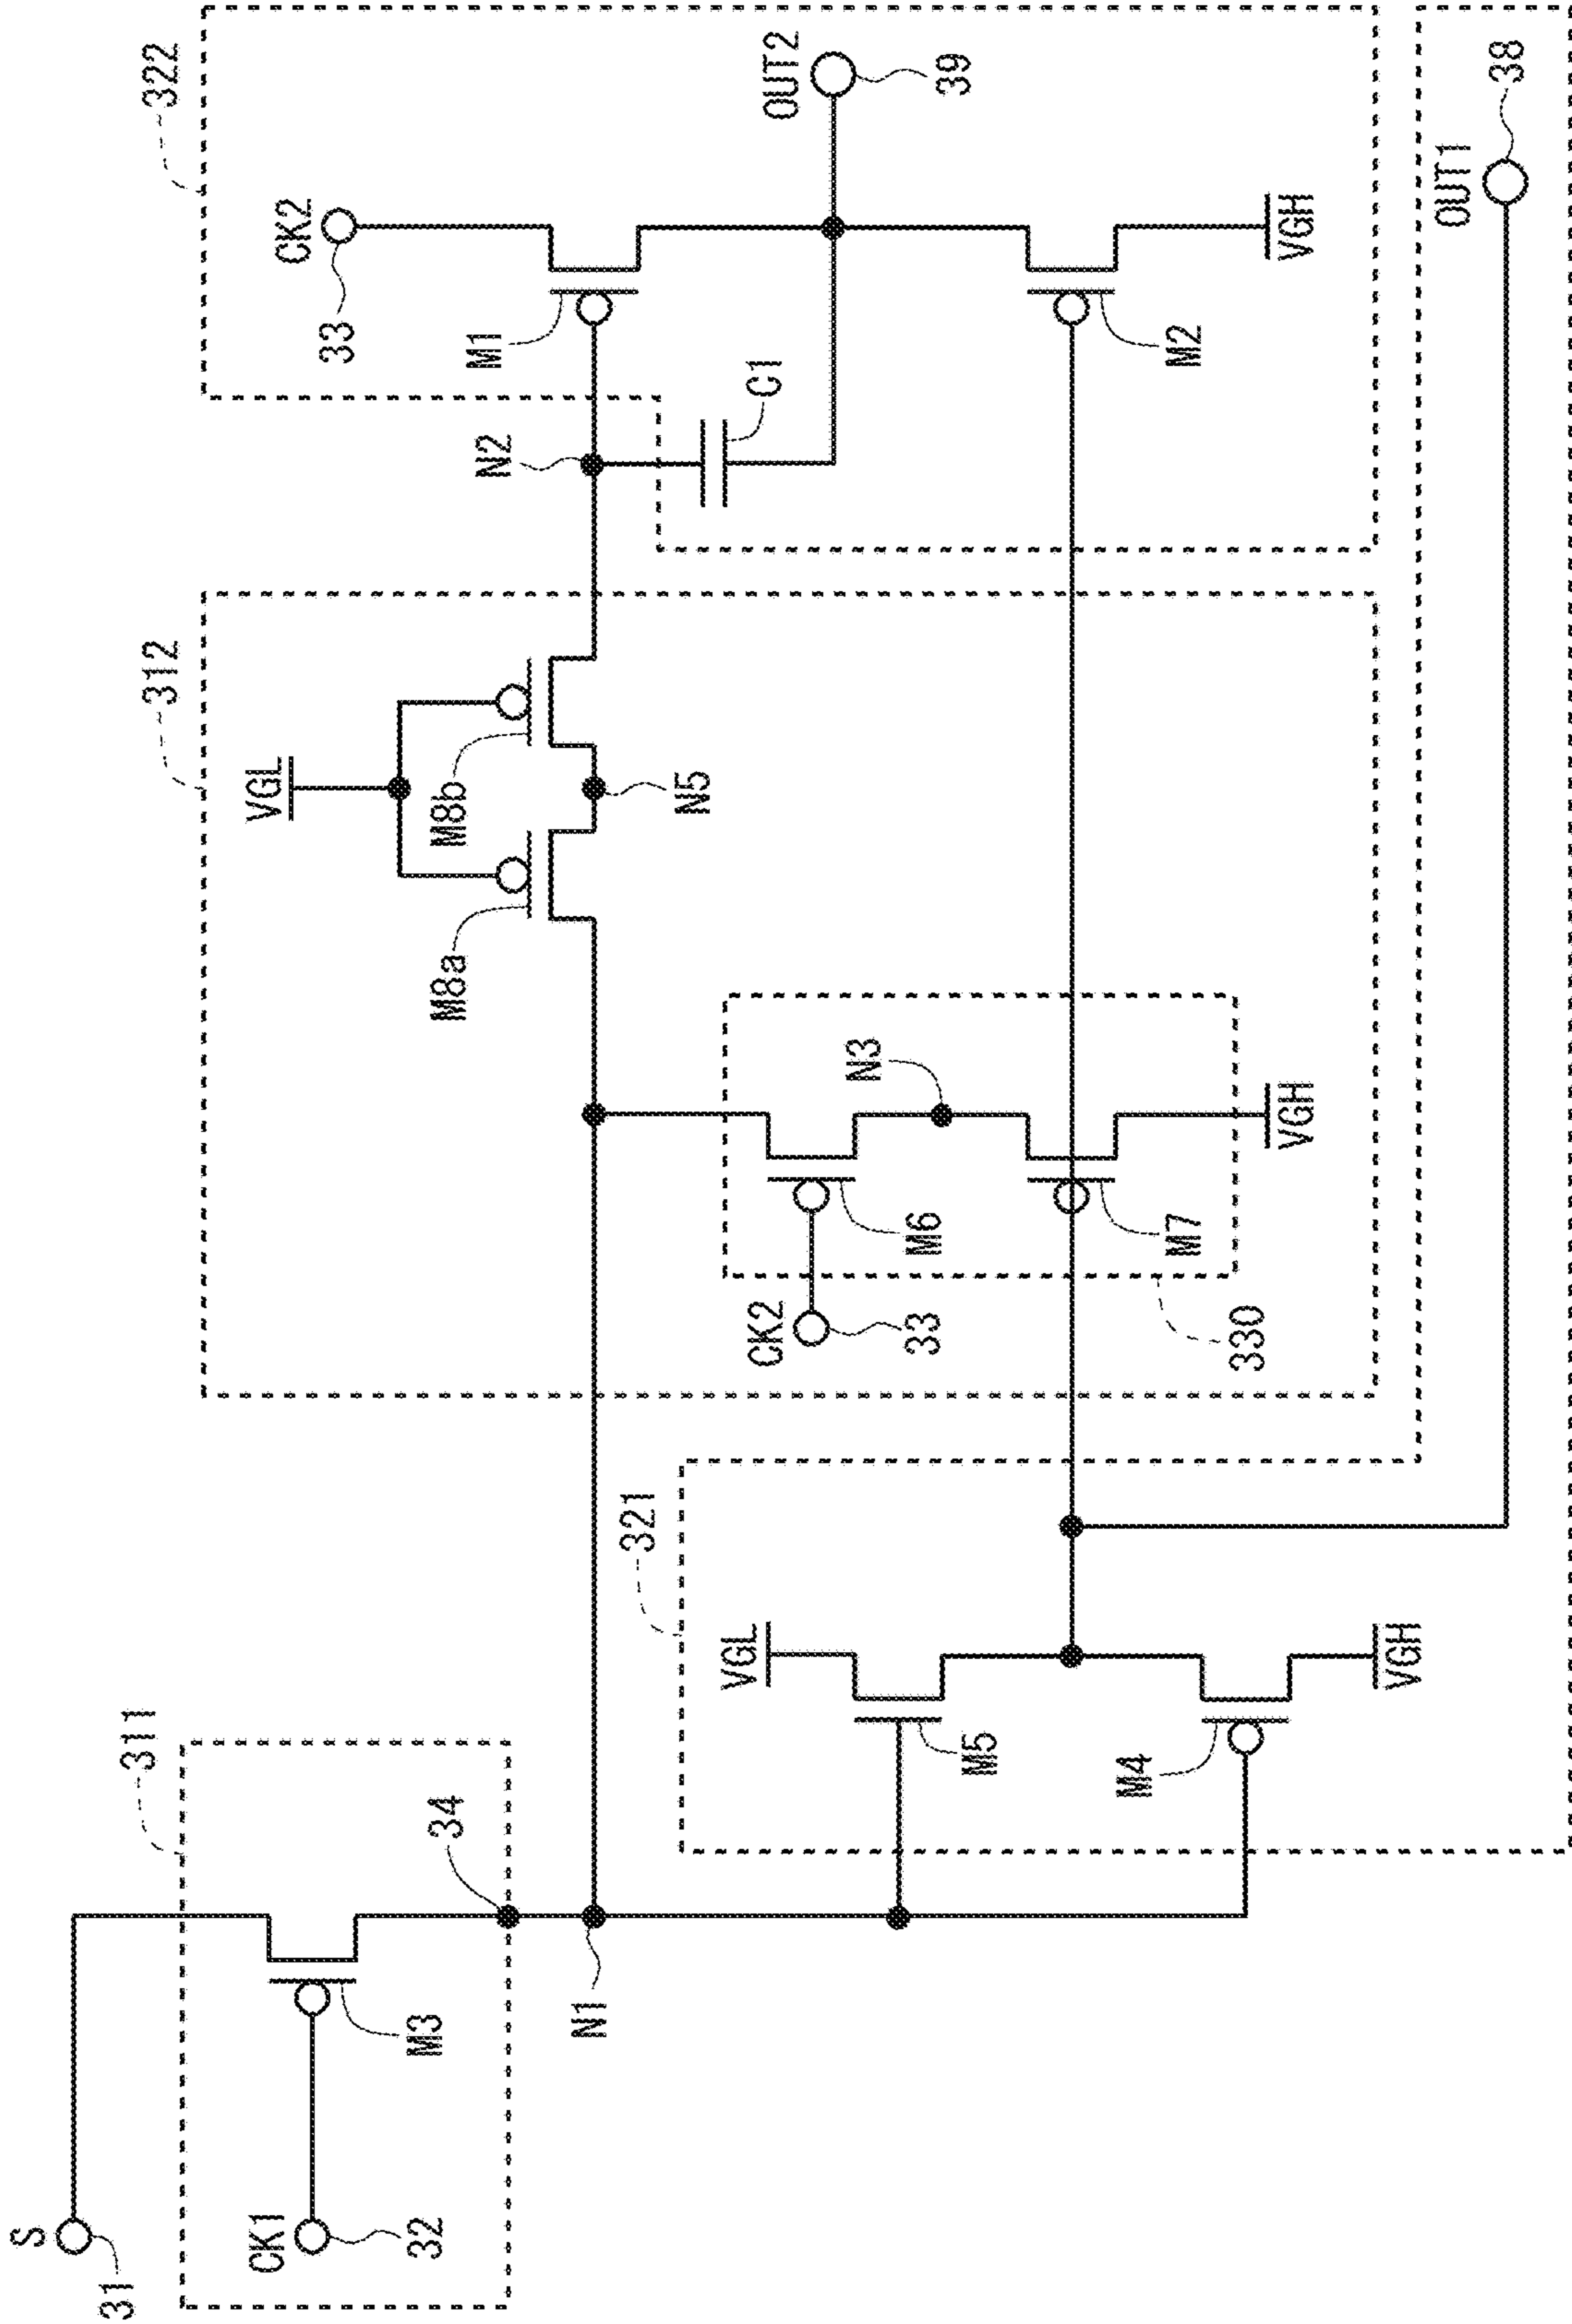 322
CK2
33
M1
OUT2
39
C1
N2
M2
VGH
OUT1
38
312
VGL
M8b
M8a
N5
N3
M6
M7
CK2
33
VGH
330
321
VGL
M5
M4
VGH
311
34
S
31
CK1
32
M3
N1